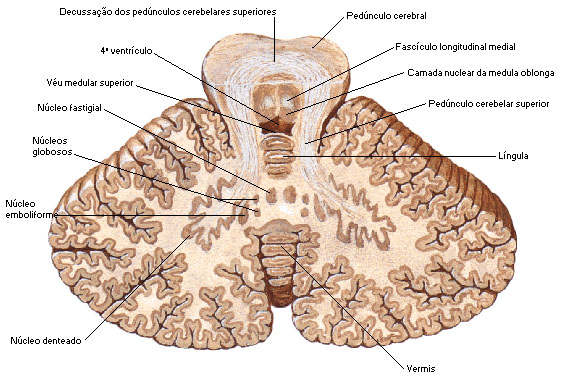 Decussação dos pedúnculos cerebelares superiores
Pedúnculo cerebral
4º ventrículo
Fascículo longitudinal medial
Camada nuclear da medula oblonga
Véu medular superior
Núcleo fastigial
Pedúnculo cerebelar superior
Núcleos
globosos
Língula
Núcleo
emboliforme
Núcleo denteado
Vermis